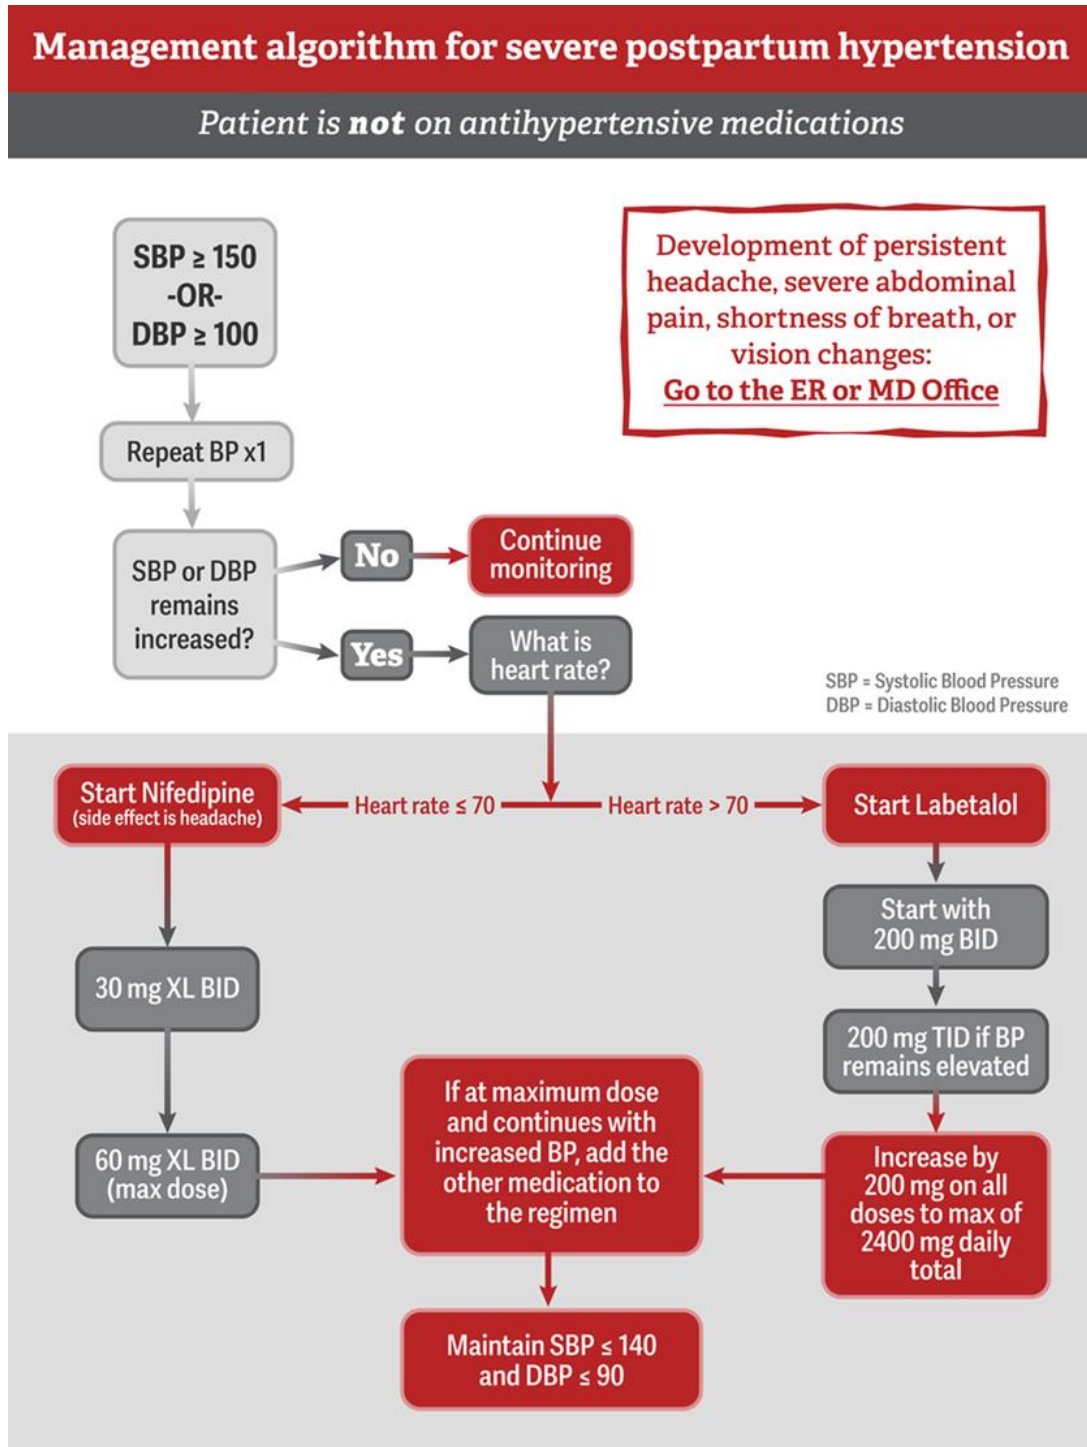 Management algorithm for severe postpartum hypertension
Patient is not on antihypertensive medications
SBP ≥ 150
-OR-
DBP ≥ 100
Development of persistent
headache, severe abdominal
pain, shortness of breath, or
vision changes:
Go to the ER or MD Office
Repeat BP x1
SBP or DBP
remains
increased?
No
Continue
monitoring
Yes
What is
heart rate?
SBP = Systolic Blood Pressure
DBP = Diastolic Blood Pressure
Start Nifedipine
(side effect is headache)
Heart rate ≤ 70
Heart rate > 70
Start Labetalol
30 mg XL BID
60 mg XL BID
(max dose)
Start with
200 mg BID
200 mg TID if BP
remains elevated
Increase by
200 mg on all
doses to max of
2400 mg daily
total
If at maximum dose
and continues with
increased BP, add the
other medication to
the regimen
Maintain SBP ≤ 140
and DBP ≤ 90